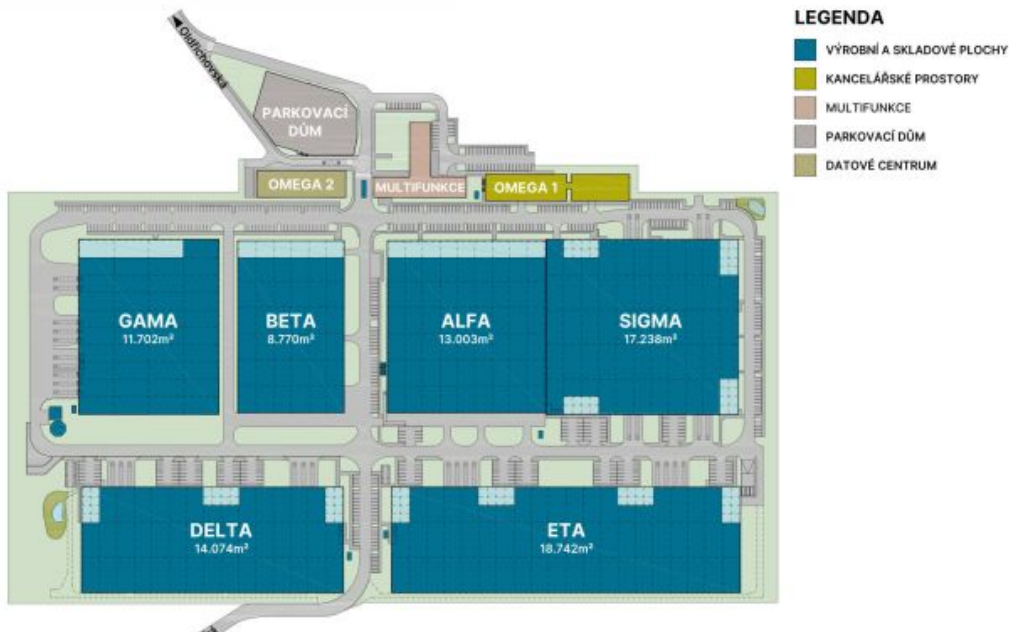 Oldřichovská
PARKOVACÍ
DŮM
OMEGA 2
MULTIFUNKCE
OMEGA 1
GAMA
11.702m²
BETA
8.770m²
ALFA
13.003m²
SIGMA
17.238m²
DELTA
14.074m²
ETA
18.742m²
LEGENDA
VÝROBNÍ A SKLADOVÉ PLOCHY
KANCELÁŘSKÉ PROSTORY
MULTIFUNKCE
PARKOVACÍ DŮM
DATOVÉ CENTRUM